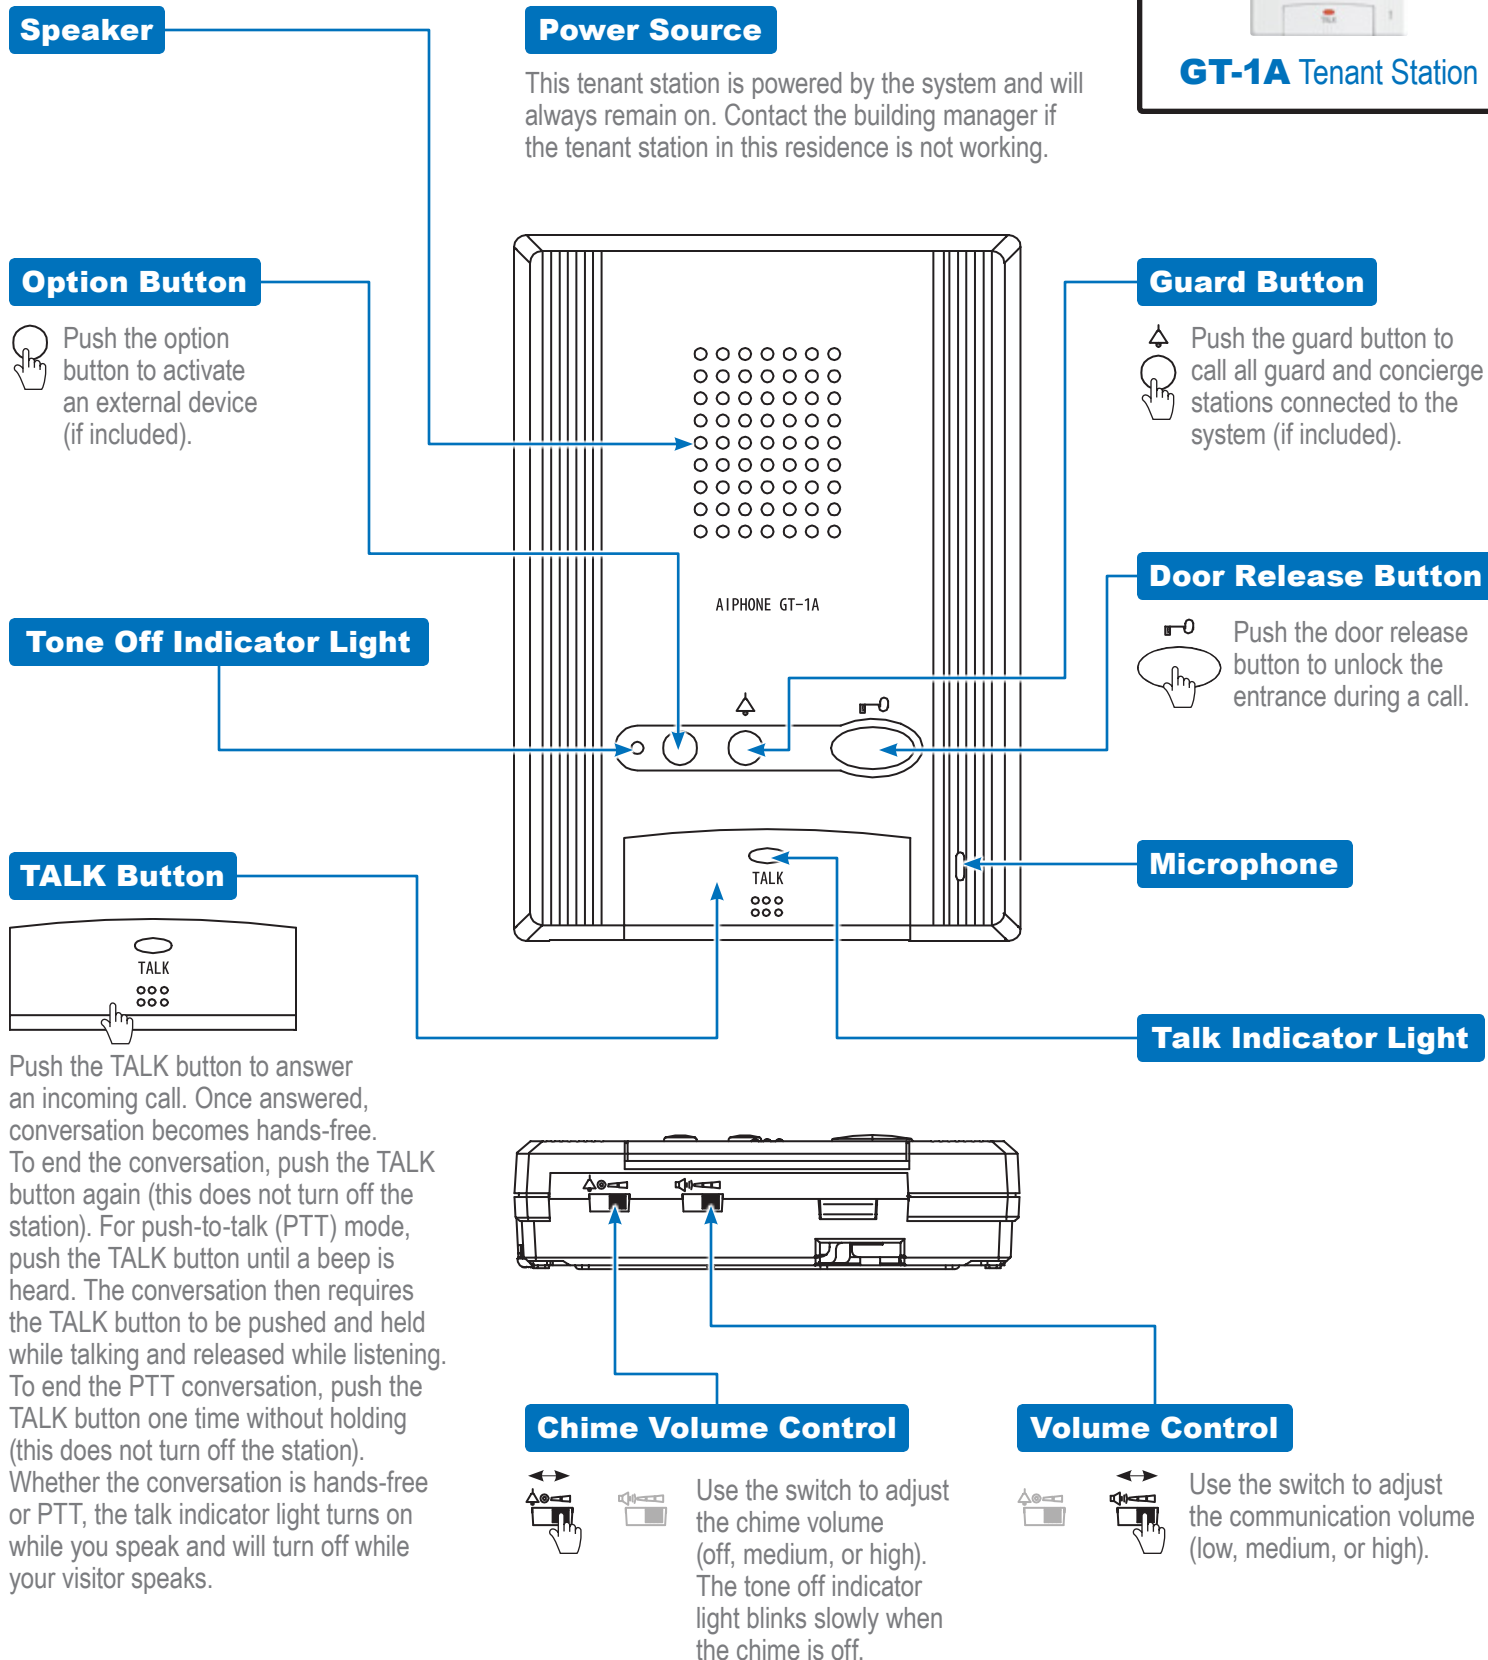 Speaker
Power Source
This tenant station is powered by the system and will
always remain on. Contact the building manager if
the tenant station in this residence is not working.
TALK
GT-1A Tenant Station
Option Button
Push the option
button to activate
an external device
(if included).
Guard Button
Push the guard button to
call all guard and concierge
stations connected to the
system (if included).
AIPHONE GT-1A
Door Release Button
Push the door release
button to unlock the
entrance during a call.
Tone Off Indicator Light
TALK Button
TALK
Push the TALK button to answer
an incoming call. Once answered,
conversation becomes hands-free.
To end the conversation, push the TALK
button again (this does not turn off the
station). For push-to-talk (PTT) mode,
push the TALK button until a beep is
heard. The conversation then requires
the TALK button to be pushed and held
while talking and released while listening.
To end the PTT conversation, push the
TALK button one time without holding
(this does not turn off the station).
Whether the conversation is hands-free
or PTT, the talk indicator light turns on
while you speak and will turn off while
your visitor speaks.
TALK
Microphone
Talk Indicator Light
Chime Volume Control
Use the switch to adjust
the chime volume
(off, medium, or high).
The tone off indicator
light blinks slowly when
the chime is off.
Volume Control
Use the switch to adjust
the communication volume
(low, medium, or high).